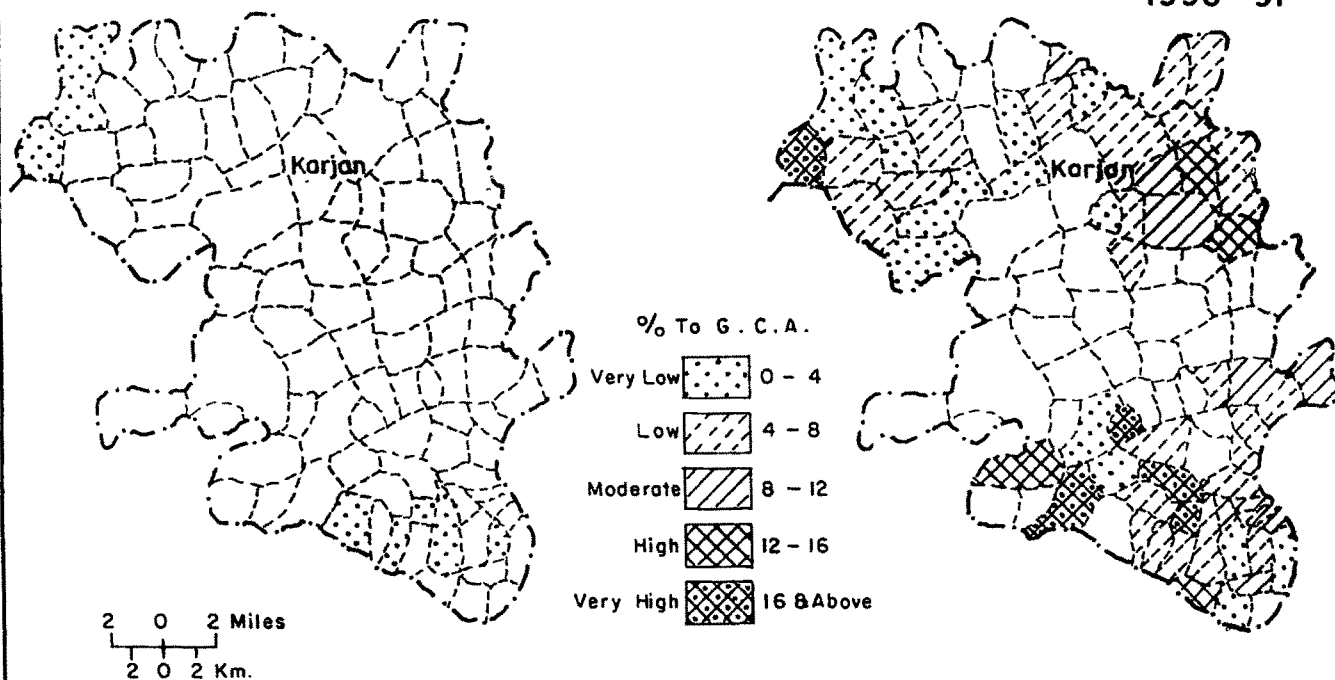 Karjan
Karjan
% To G. C. A.
Very Low 0 – 4
Low 4 – 8
Moderate 8 – 12
High 12 – 16
Very High 16 & Above
2 0 2 Miles
2 0 2 Km.